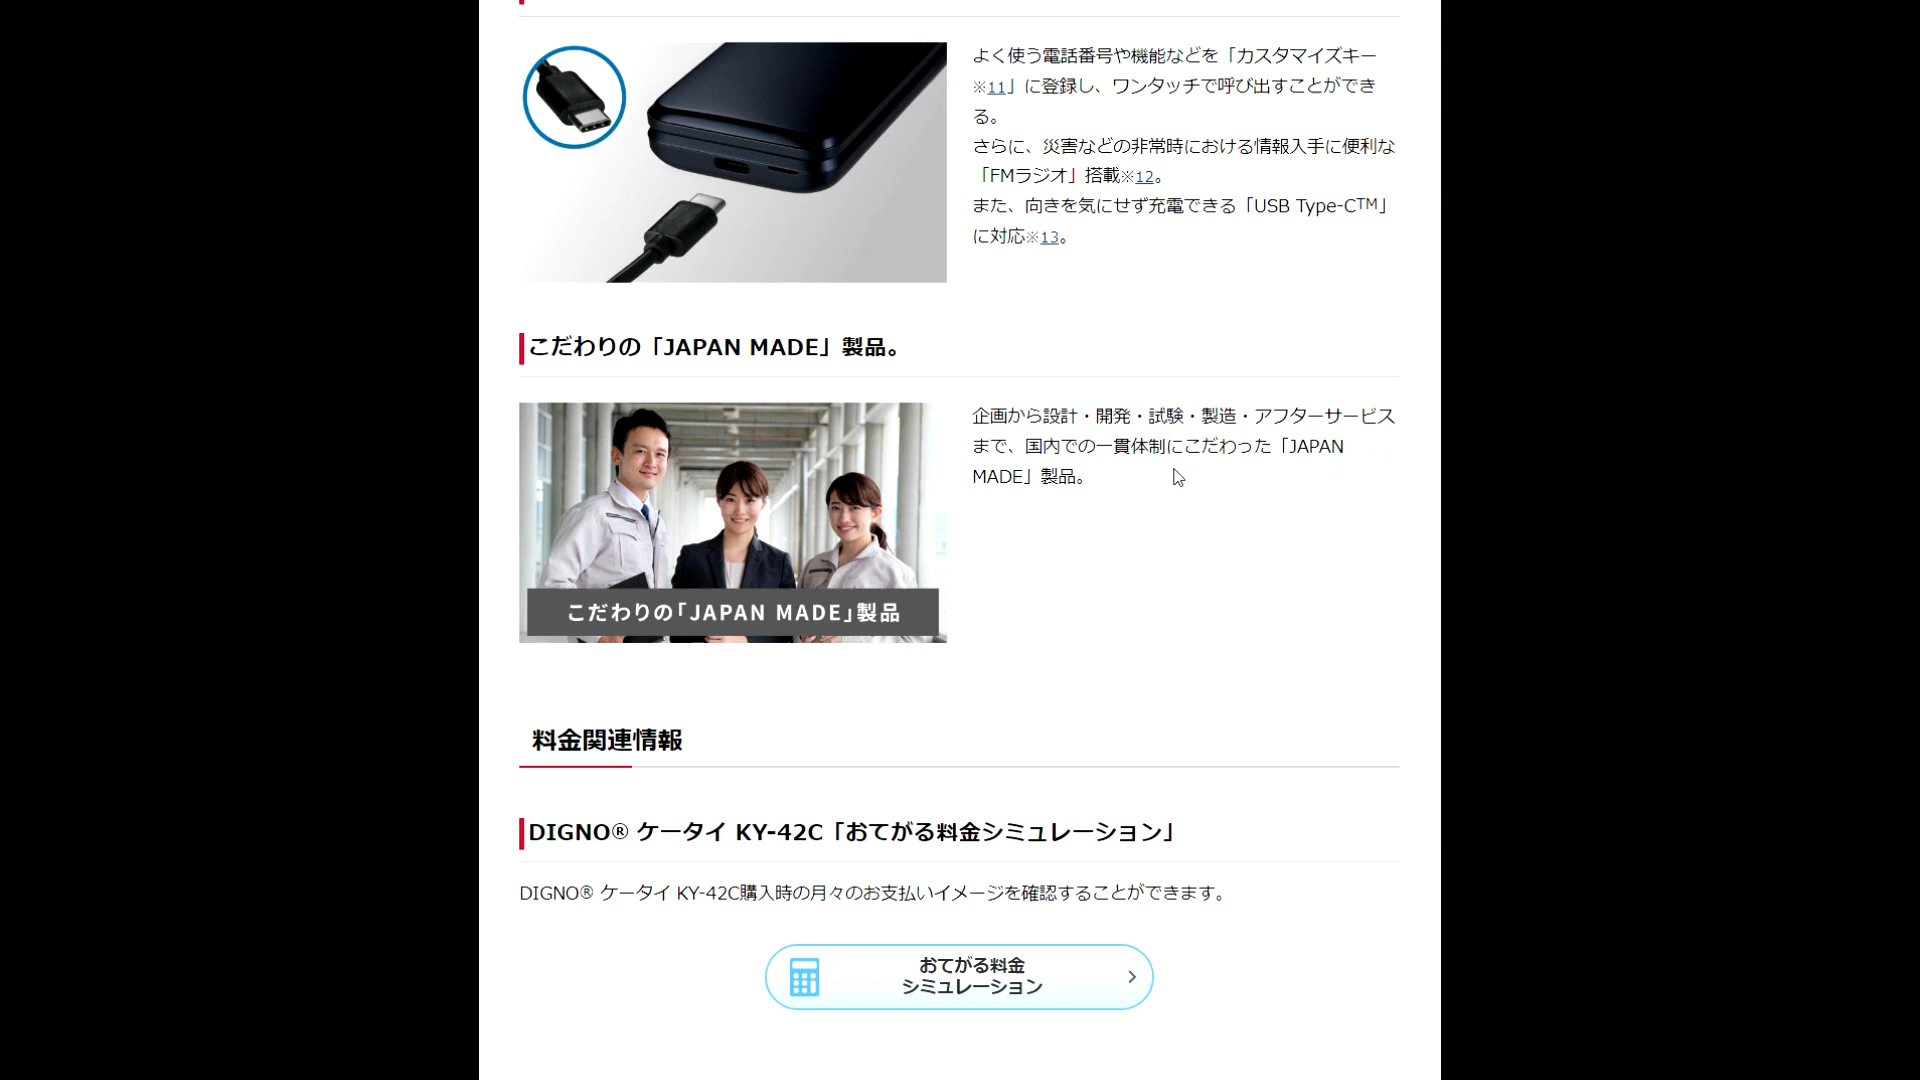 よく使う電話番号や機能などを「カスタマイズキー
※11」に登録し、ワンタッチで呼び出すことができ
る。
さらに、災害などの非常時における情報入手に便利な
「FMラジオ」搭載※12。
また、向きを気にせず充電できる「USB Type-C™」
に対応※13。
こだわりの「JAPAN MADE」製品。
企画から設計・開発・試験・製造・アフターサービス
まで、国内での一貫体制にこだわった「JAPAN
MADE」製品。
こだわりの「JAPAN MADE」製品
料金関連情報
DIGNO® ケータイ KY-42C「おてがる料金シミュレーション」
DIGNO® ケータイ KY-42C購入時の月々のお支払いイメージを確認することができます。
おてがる料金
シミュレーション